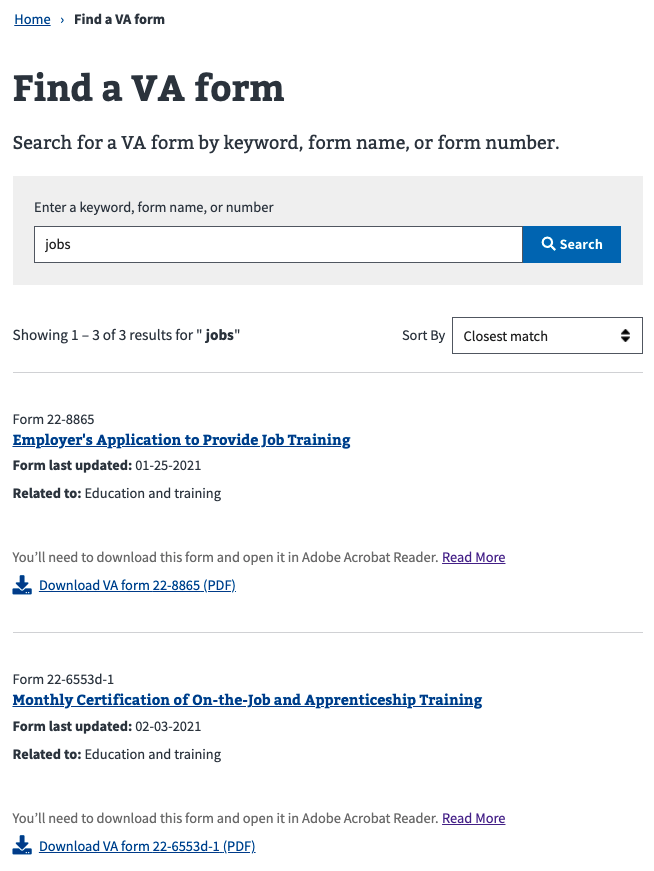 Home › Find a VA form
Find a VA form
Search for a VA form by keyword, form name, or form number.
Enter a keyword, form name, or number
jobs Search
Showing 1 – 3 of 3 results for " jobs" Sort By Closest match
Form 22-8865
Employer's Application to Provide Job Training
Form last updated: 01-25-2021
Related to: Education and training
You’ll need to download this form and open it in Adobe Acrobat Reader. Read More
Download VA form 22-8865 (PDF)
Form 22-6553d-1
Monthly Certification of On-the-Job and Apprenticeship Training
Form last updated: 02-03-2021
Related to: Education and training
You’ll need to download this form and open it in Adobe Acrobat Reader. Read More
Download VA form 22-6553d-1 (PDF)